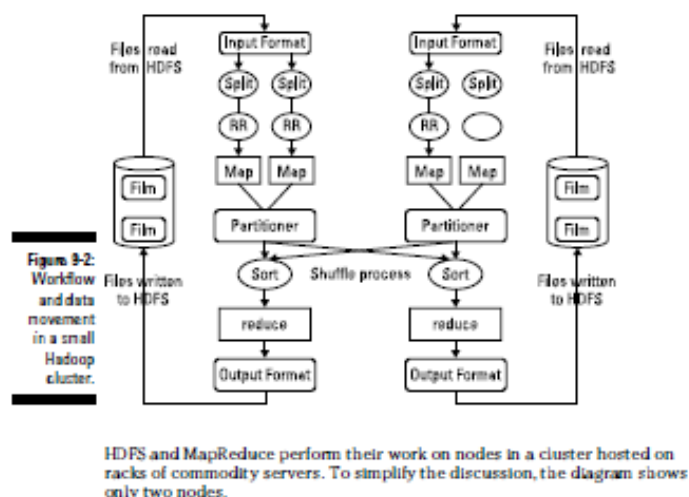 Input Format
Input Format
Files read
from HDFS
Files read
from HDFS
Split
Split
Split
Split
RR
RR
RR
Map
Map
Map
Map
Film
Film
Film
Film
Partitioner
Partitioner
Figure 9-2:
Workflow
and data
movement
in a small
Hadoop
cluster.
Files written
to HDFS
Sort
Shuffle process
Sort
Files written
to HDFS
reduce
reduce
Output Format
Output Format
HDFS and MapReduce perform their work on nodes in a cluster hosted on
racks of commodity servers. To simplify the discussion, the diagram shows
only two nodes.